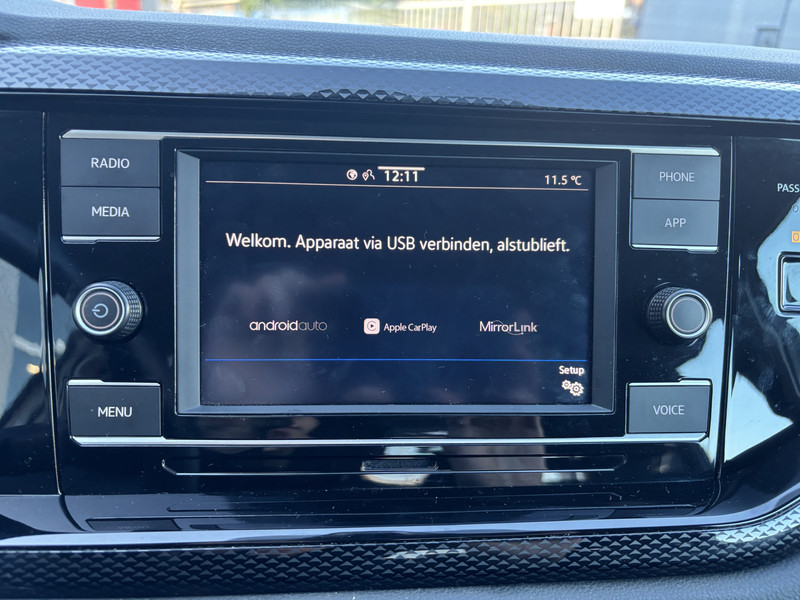 RADIO
MEDIA
MENU
12:11
11.5 °C
Welkom. Apparaat via USB verbinden, alstublieft.
androidauto
Apple CarPlay
MirrorLink
Setup
PHONE
APP
VOICE
PASS